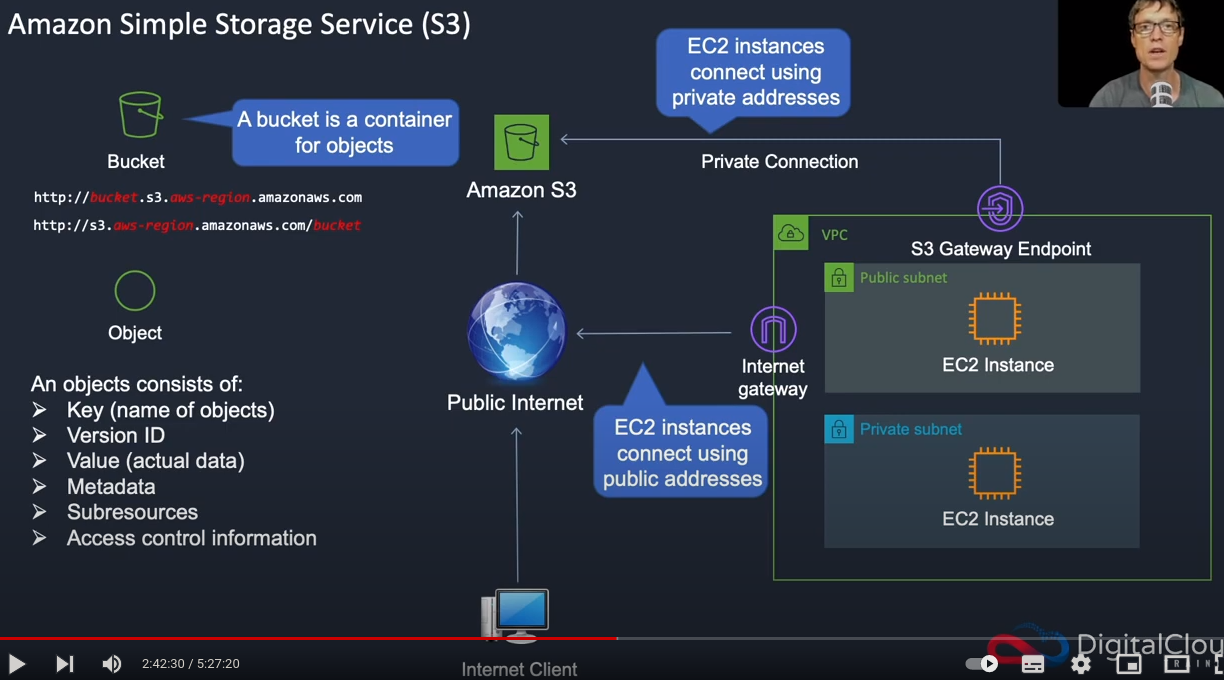 Amazon Simple Storage Service (S3)
EC2 instances
connect using
private addresses
A bucket is a container
for objects
Bucket
Amazon S3
Private Connection
http://bucket.s3.aws-region.amazonaws.com
http://s3.aws-region.amazonaws.com/bucket
VPC
S3 Gateway Endpoint
Public subnet
Object
EC2 Instance
Internet
gateway
An objects consists of:
Key (name of objects)
Version ID
Value (actual data)
Metadata
Subresources
Access control information
Public Internet
EC2 instances
connect using
public addresses
Private subnet
EC2 Instance
DigitalClou
2:42:30 / 5:27:20
Internet Client